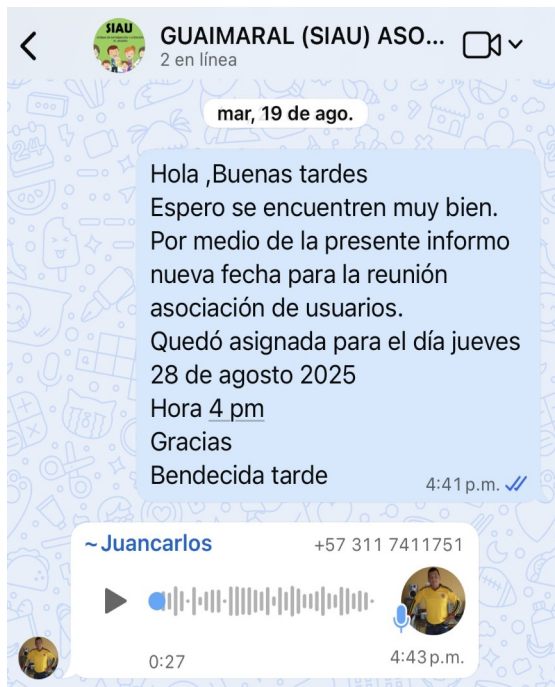 SIAU
GUAIMARAL (SIAU) ASO...
2 en línea
mar, 19 de ago.
Hola ,Buenas tardes
Espero se encuentren muy bien.
Por medio de la presente informo
nueva fecha para la reunión
asociación de usuarios.
Quedó asignada para el día jueves
28 de agosto 2025
Hora 4 pm
Gracias
Bendecida tarde
4:41 p.m.
~Juancarlos +57 311 7411751
0:27 4:43 p.m.